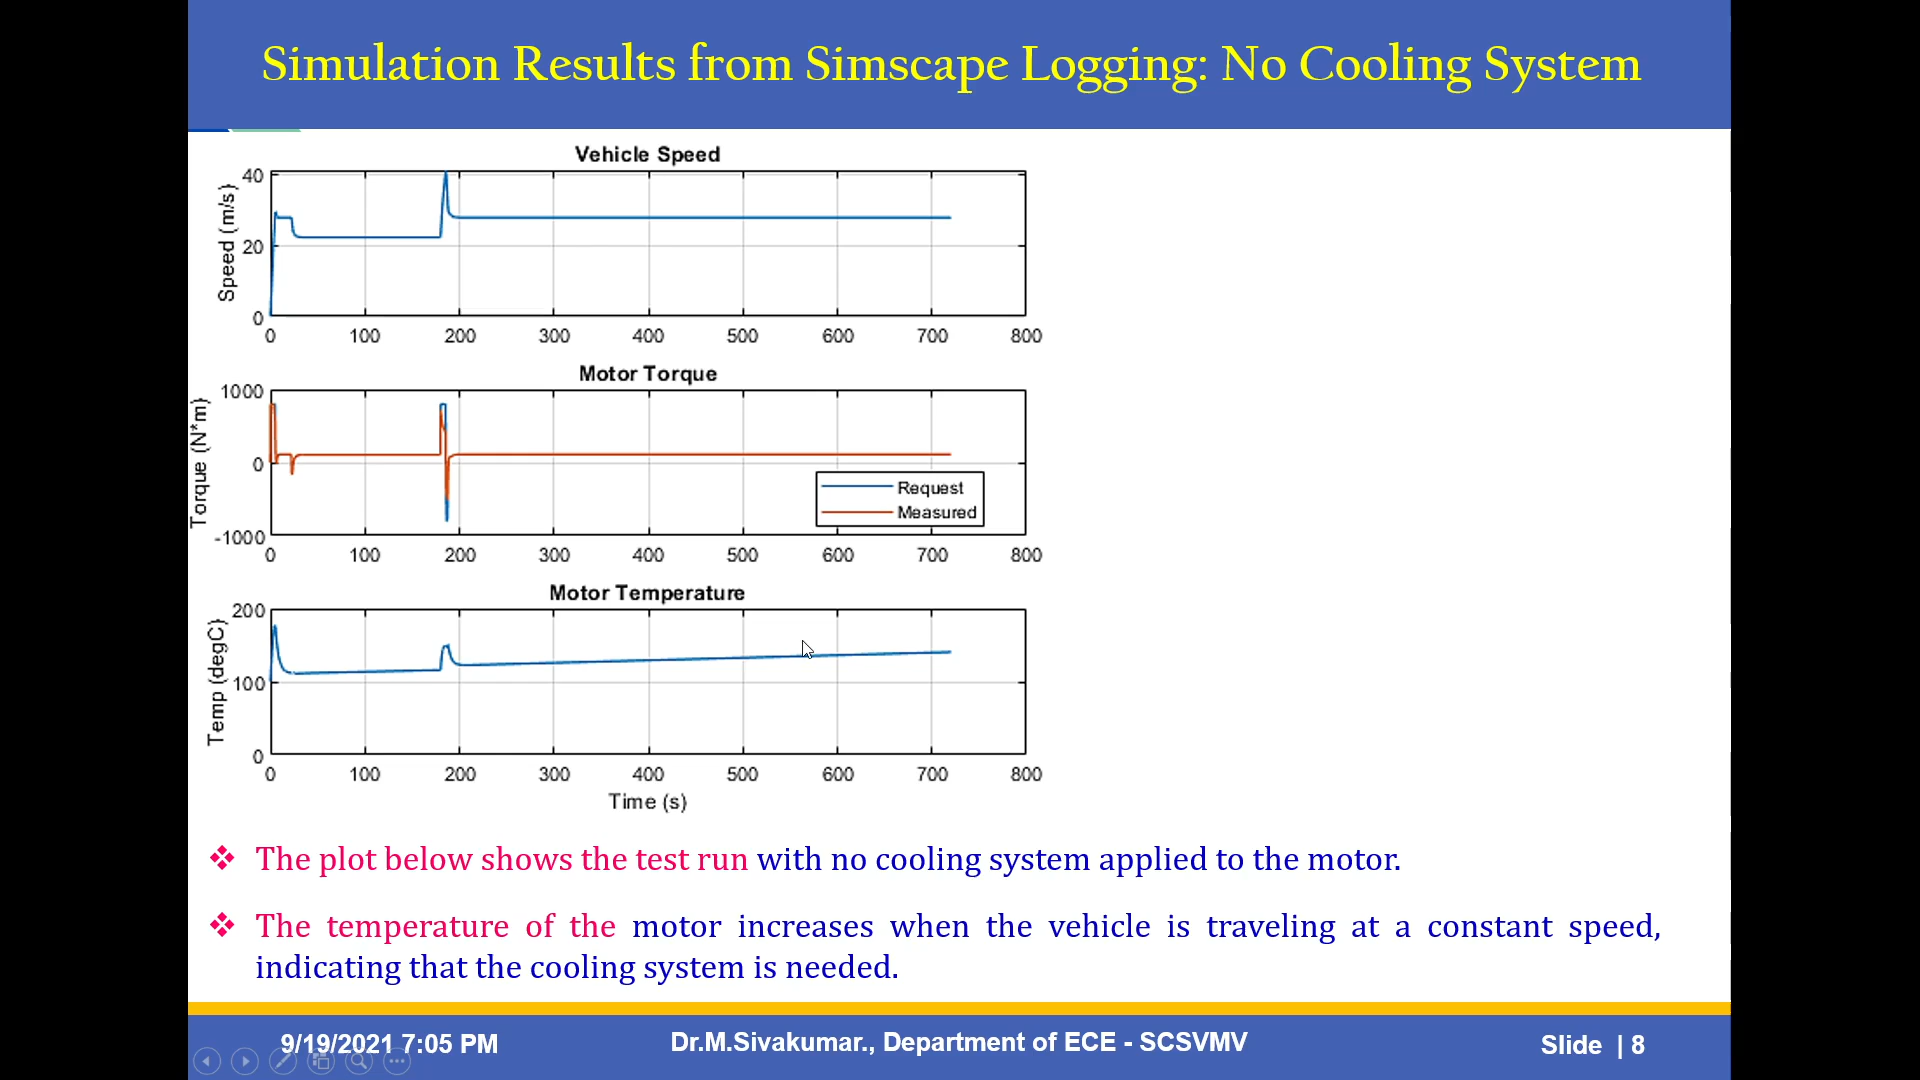 Simulation Results from Simscape Logging: No Cooling System
Vehicle Speed
Speed (m/s)
40
20
0
0 100 200 300 400 500 600 700 800
Motor Torque
Torque (N*m)
1000
0
-1000
Request
Measured
0 100 200 300 400 500 600 700 800
Motor Temperature
Temp (degC)
200
100
0
0 100 200 300 400 500 600 700 800
Time (s)
The plot below shows the test run with no cooling system applied to the motor.
The temperature of the motor increases when the vehicle is traveling at a constant speed,
indicating that the cooling system is needed.
9/19/2021 7:05 PM
Dr.M.Sivakumar., Department of ECE - SCSVMV
Slide | 8